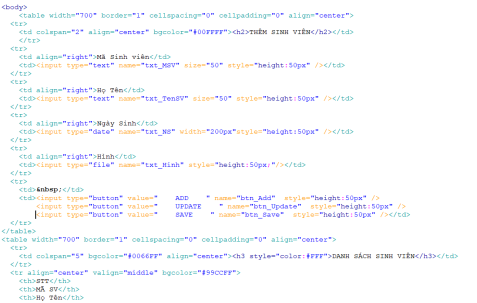 <body>
<table width="700" border="1" cellspacing="0" cellpadding="0" align="center">
<tr>
<td colspan="2" align="center" bgcolor="#00FFFF"><h2>THÊM SINH VIÊN</h2></td>
</tr>
<tr>
<td align="right">Mã Sinh viên</td>
<td><input type="text" name="txt_MSV" size="50" style="height:50px" /></td>
</tr>
<tr>
<td align="right">Họ Tên</td>
<td><input type="text" name="txt_TenSV" size="50" style="height:50px" /></td>
</tr>
<tr>
<td align="right">Ngày Sinh</td>
<td><input type="date" name="txt_NS" width="200px"style="height:50px" /></td>
</tr>
<tr>
<td align="right">Hình</td>
<td><input type="file" name="txt_Hinh" style="height:50px;"/></td>
</tr>
<tr>
<td>&nbsp;</td>
<td><input type="button" value="    ADD    " name="btn_Add"  style="height:50px" />
<input type="button" value="    UPDATE    " name="btn_Update"  style="height:50px" />
<input type="button" value="    SAVE    " name="btn_Save"  style="height:50px" /></td>
</tr>
</table>
<table width="700" border="1" cellspacing="0" cellpadding="0" align="center">
<tr>
<td colspan="5" bgcolor="#0066FF" align="center"><h3 style="color:#FFF">DANH SÁCH SINH VIÊN</h3></td>
</tr>
<tr align="center" valign="middle" bgcolor="#99CCFF">
<th>STT</th>
<th>MÃ SV</th>
<th>Họ Tên</th>